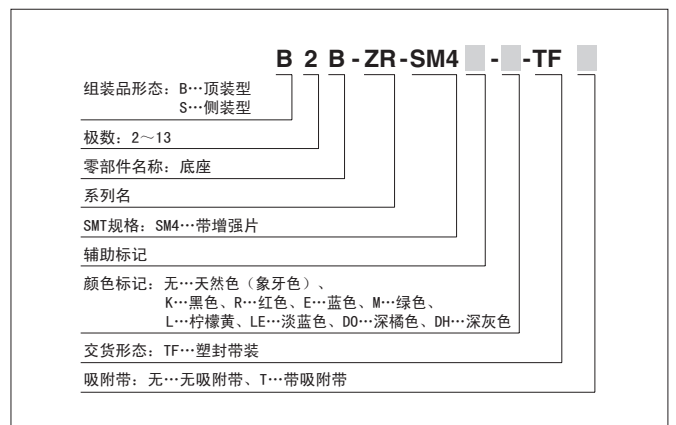 B 2 B - ZR - SM4 - -TF
组装品形态：B…顶装型
S…侧装型
极数：2～13
零部件名称：底座
系列名
SMT规格：SM4…带增强片
辅助标记
颜色标记：无…天然色（象牙色）、
K…黑色、R…红色、E…蓝色、M…绿色、
L…柠檬黄、LE…淡蓝色、DO…深橘色、DH…深灰色
交货形态：TF…塑封带装
吸附带：无…无吸附带、T…带吸附带